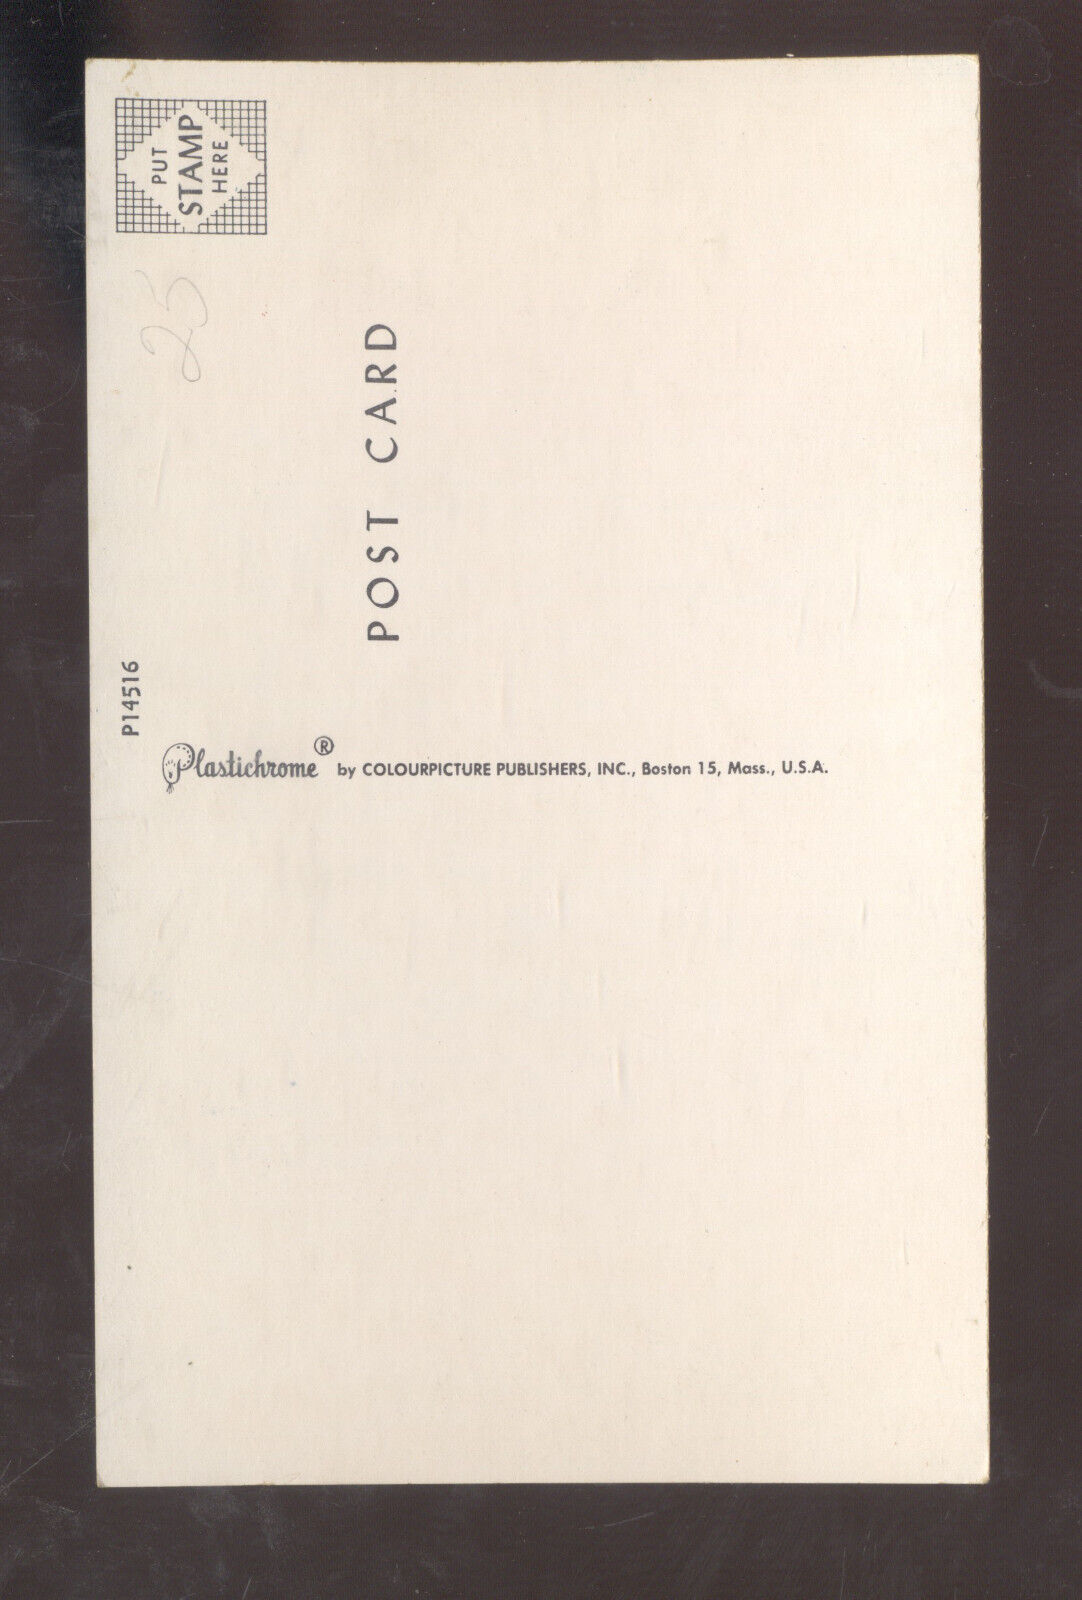 PUT
STAMP
HERE
25
POST CARD
P14516
Plastichrome® by COLOURPICTURE PUBLISHERS, INC., Boston 15, Mass., U.S.A.